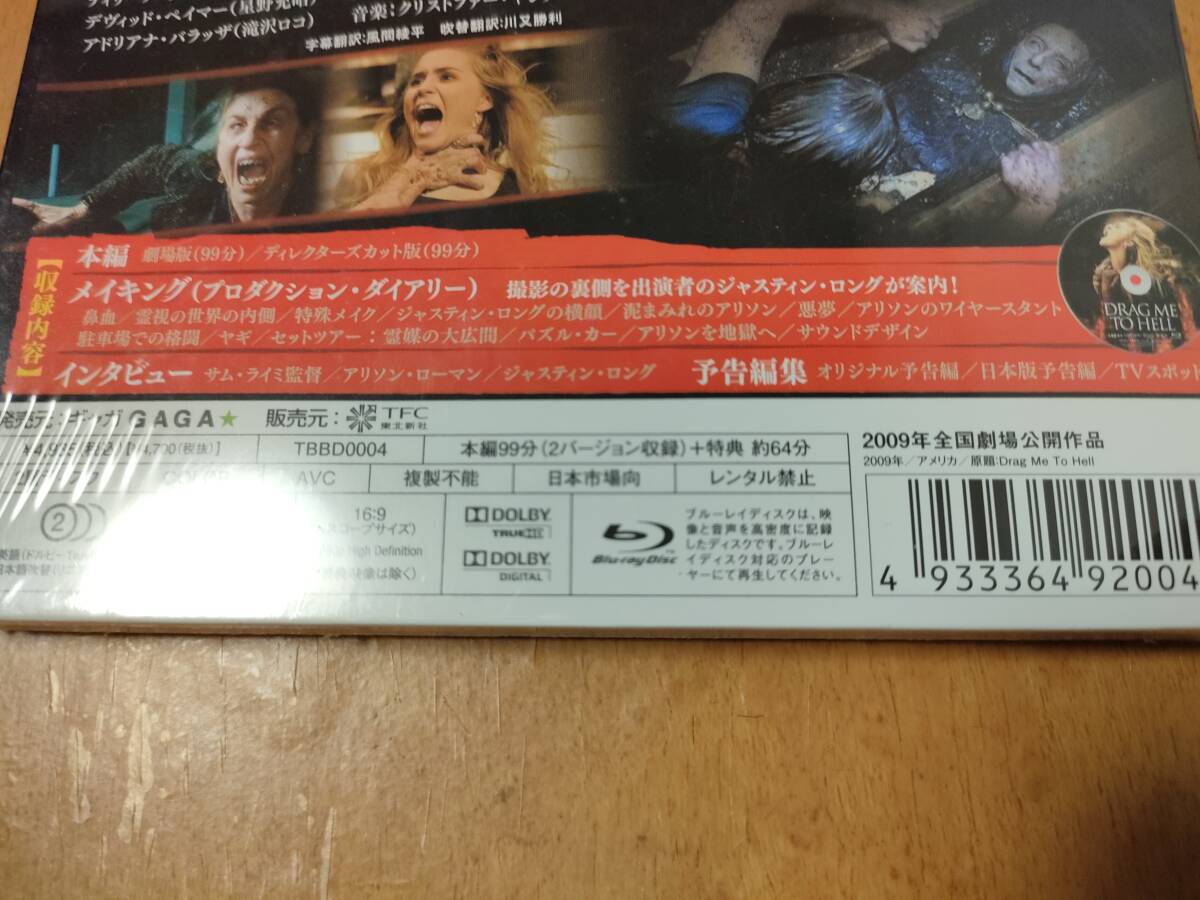 デヴィッド・ペイマー(星野充昭)
アドリアナ・バラッザ(滝沢ロコ)
音楽:クリストファー・ヤング
字幕翻訳:風間綾平 吹替翻訳:川又勝利
【収録内容】
本編 劇場版(99分)/ディレクターズカット版(99分)
メイキング(プロダクション・ダイアリー) 撮影の裏側を出演者のジャスティン・ロングが案内!
鼻血/霊視の世界の内側/特殊メイク/ジャスティン・ロングの横顔/泥まみれのアリソン/悪夢/アリソンのワイヤースタント
駐車場での格闘/ヤギ/セットツアー:霊媒の大広間/パズル・カー/アリソンを地獄へ/サウンドデザイン
インタビュー サム・ライミ監督/アリソン・ローマン/ジャスティン・ロング 予告編集 オリジナル予告編/日本版予告編/TVスポット
DRAG ME TO HELL
発売元:ギャガ GAGA★ 販売元: TFC 東北新社
¥4,935(税込)【¥4,700(税抜)】 TBBD0004 本編99分(2バージョン収録)+特典 約64分
COLOR AVC 複製不能 日本市場向 レンタル禁止
2
16:9
High Definition
DOLBY TRUEHD
DOLBY DIGITAL
Blu-ray Disc
ブルーレイディスクは、映
像と音声を高密度に記録
したディスクです。ブルーレ
イディスク対応のプレー
ヤーにて再生してください。
2009年全国劇場公開作品
2009年/アメリカ/原題:Drag Me To Hell
4 933364 92004